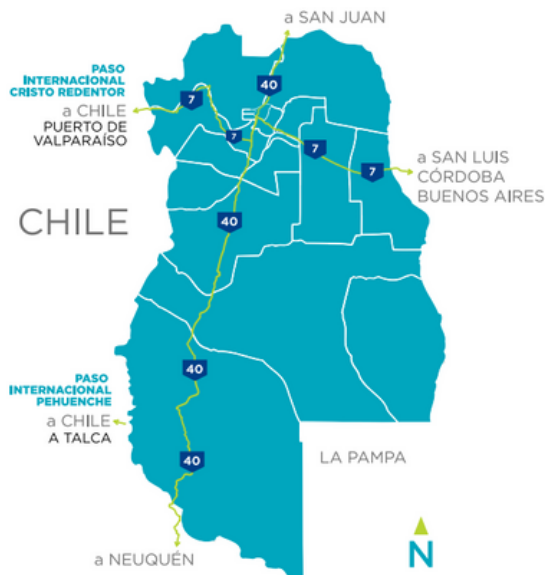 a SAN JUAN
PASO
INTERNACIONAL
CRISTO REDENTOR
a CHILE
PUERTO DE
VALPARAÍSO
40
7
7
7
7
a SAN LUIS
CÓRDOBA
BUENOS AIRES
CHILE
40
40
PASO
INTERNACIONAL
PEHUENCHE
a CHILE
A TALCA
40
LA PAMPA
a NEUQUÉN
N